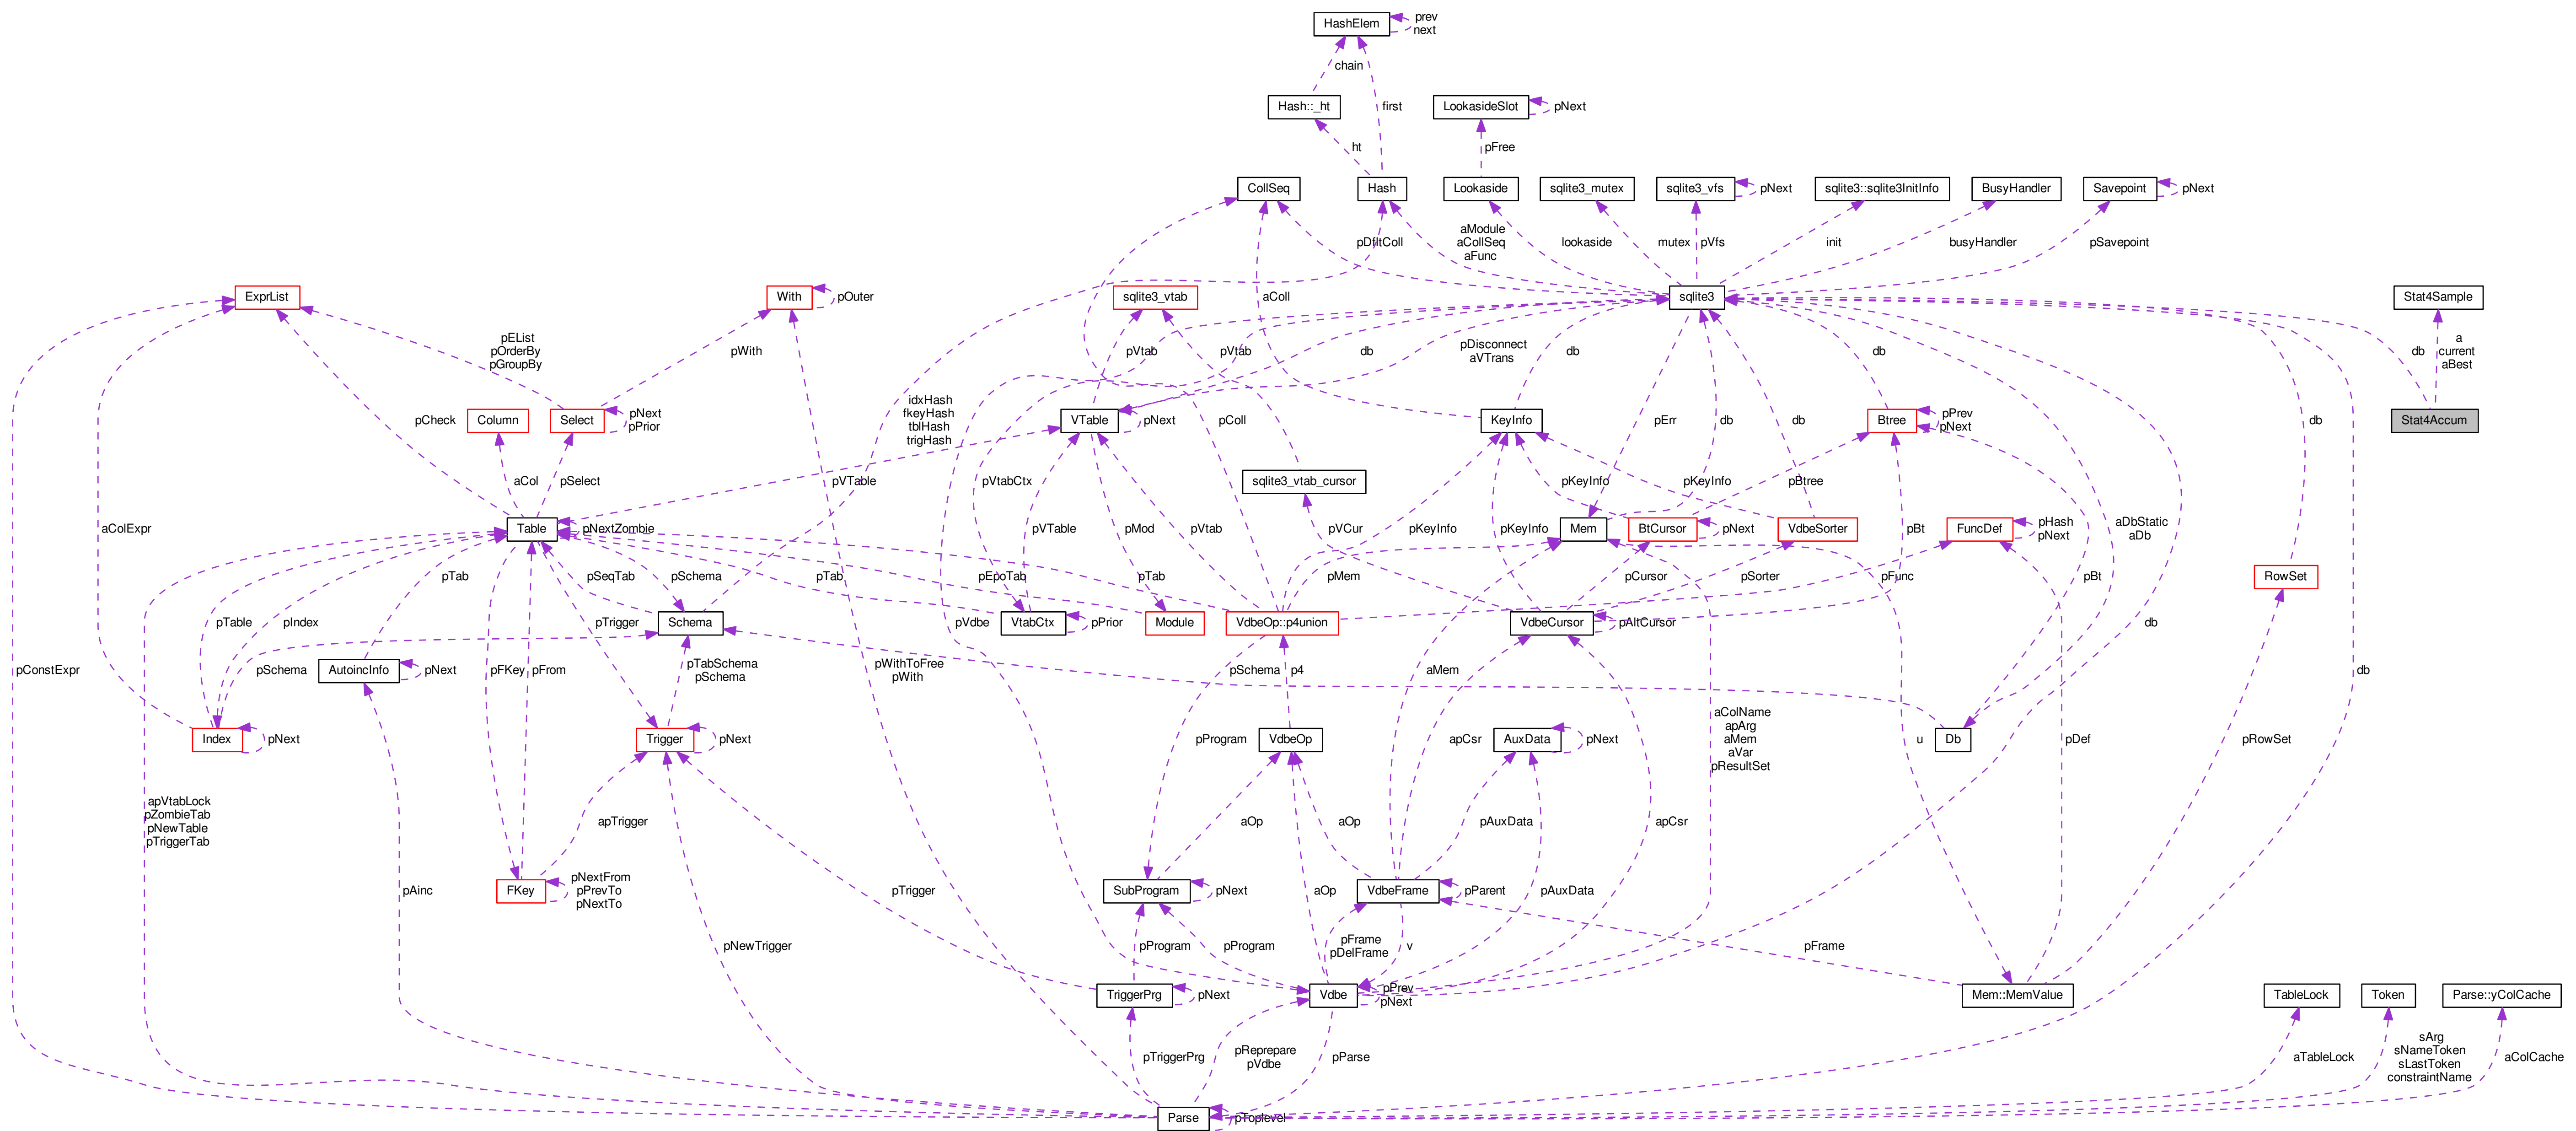 HashElem
prev
next
chain
Hash::_ht
first
LookasideSlot
pNext
ht
pFree
CollSeq
Hash
Lookaside
sqlite3_mutex
sqlite3_vfs
pNext
sqlite3::sqlite3InitInfo
BusyHandler
Savepoint
pNext
pDfltColl
aModule
aCollSeq
aFunc
lookaside
mutex
pVfs
init
busyHandler
pSavepoint
ExprList
With
pOuter
sqlite3_vtab
aColl
sqlite3
Stat4Sample
pEList
pOrderBy
pGroupBy
pWith
pVtab
pVtab
db
pDisconnect
aVTrans
db
db
db
a
current
aBest
idxHash
fkeyHash
tblHash
trigHash
pCheck
Column
Select
pNext
pPrior
VTable
pNext
pColl
KeyInfo
pErr
db
db
Btree
pPrev
pNext
db
Stat4Accum
aCol
pSelect
pVTable
pVtabCtx
sqlite3_vtab_cursor
pKeyInfo
pKeyInfo
pBtree
aColExpr
Table
pNextZombie
pVTable
pMod
pVtab
pVCur
pKeyInfo
pKeyInfo
Mem
BtCursor
pNext
VdbeSorter
pBt
FuncDef
pHash
pNext
aDbStatic
aDb
pTab
pSeqTab
pSchema
pTab
pEpoTab
pTab
pMem
pCursor
pSorter
pFunc
pBt
RowSet
pTable
pIndex
pTrigger
Schema
VtabCtx
pPrior
Module
VdbeOp::p4union
VdbeCursor
pAltCursor
db
pConstExpr
pSchema
AutoincInfo
pNext
pFKey
pFrom
pTabSchema
pSchema
pWithToFree
pWith
pVdbe
pSchema
p4
aMem
db
Index
pNext
Trigger
pNext
pProgram
VdbeOp
apCsr
AuxData
pNext
aColName
apArg
aMem
aVar
pResultSet
u
Db
pDef
pRowSet
apVtabLock
pZombieTab
pNewTable
pTriggerTab
apTrigger
aOp
aOp
pAuxData
apCsr
pAinc
FKey
pNextFrom
pPrevTo
pNextTo
pTrigger
SubProgram
pNext
aOp
VdbeFrame
pParent
pAuxData
pNewTrigger
pProgram
pProgram
pFrame
pDelFrame
v
pFrame
TriggerPrg
pNext
Vdbe
pPrev
pNext
Mem::MemValue
TableLock
Token
Parse::yColCache
pTriggerPrg
pReprepare
pVdbe
pParse
aTableLock
sArg
sNameToken
sLastToken
constraintName
aColCache
Parse
pToplevel